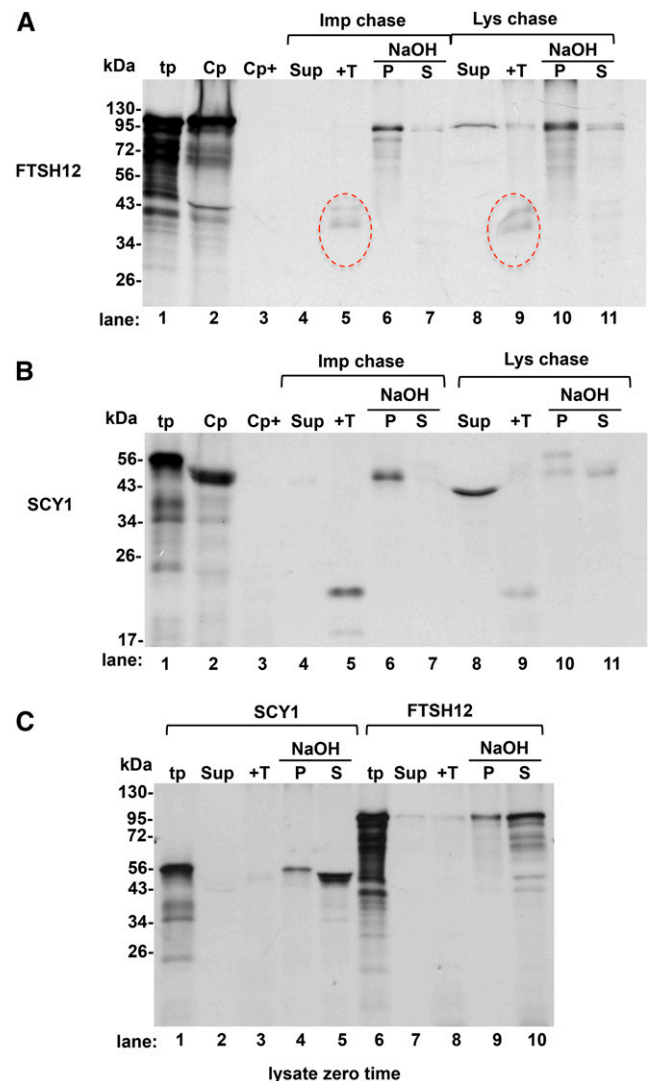 A
Imp chase Lys chase
NaOH NaOH
kDa tp Cp Cp+ Sup +T P S Sup +T P S
130-
95-
72-
FTSH12
56-
43-
34-
26-
lane: 1 2 3 4 5 6 7 8 9 10 11
B
Imp chase Lys chase
NaOH NaOH
kDa tp Cp Cp+ Sup +T P S Sup +T P S
56-
43-
SCY1
34-
26-
17-
lane: 1 2 3 4 5 6 7 8 9 10 11
C
SCY1 FTSH12
NaOH NaOH
kDa tp Sup +T P S tp Sup +T P S
130-
95-
72-
56-
43-
34-
26-
lane: 1 2 3 4 5 6 7 8 9 10
lysate zero time